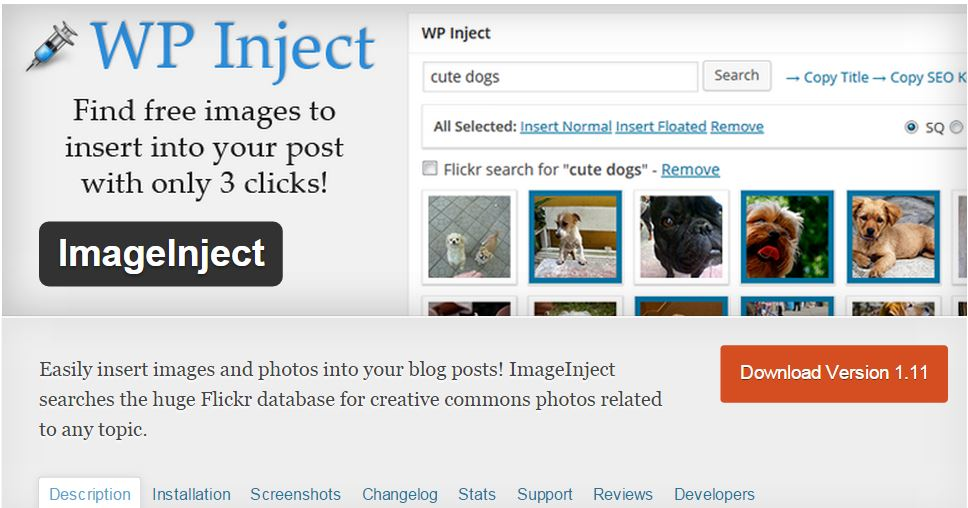 WP Inject
Find free images to
insert into your post
with only 3 clicks!
ImageInject
WP Inject
cute dogs
Search
→ Copy Title → Copy SEO K
All Selected: Insert Normal Insert Floated Remove
SQ
Flickr search for "cute dogs" - Remove
Easily insert images and photos into your blog posts! ImageInject
searches the huge Flickr database for creative commons photos related
to any topic.
Download Version 1.11
Description Installation Screenshots Changelog Stats Support Reviews Developers